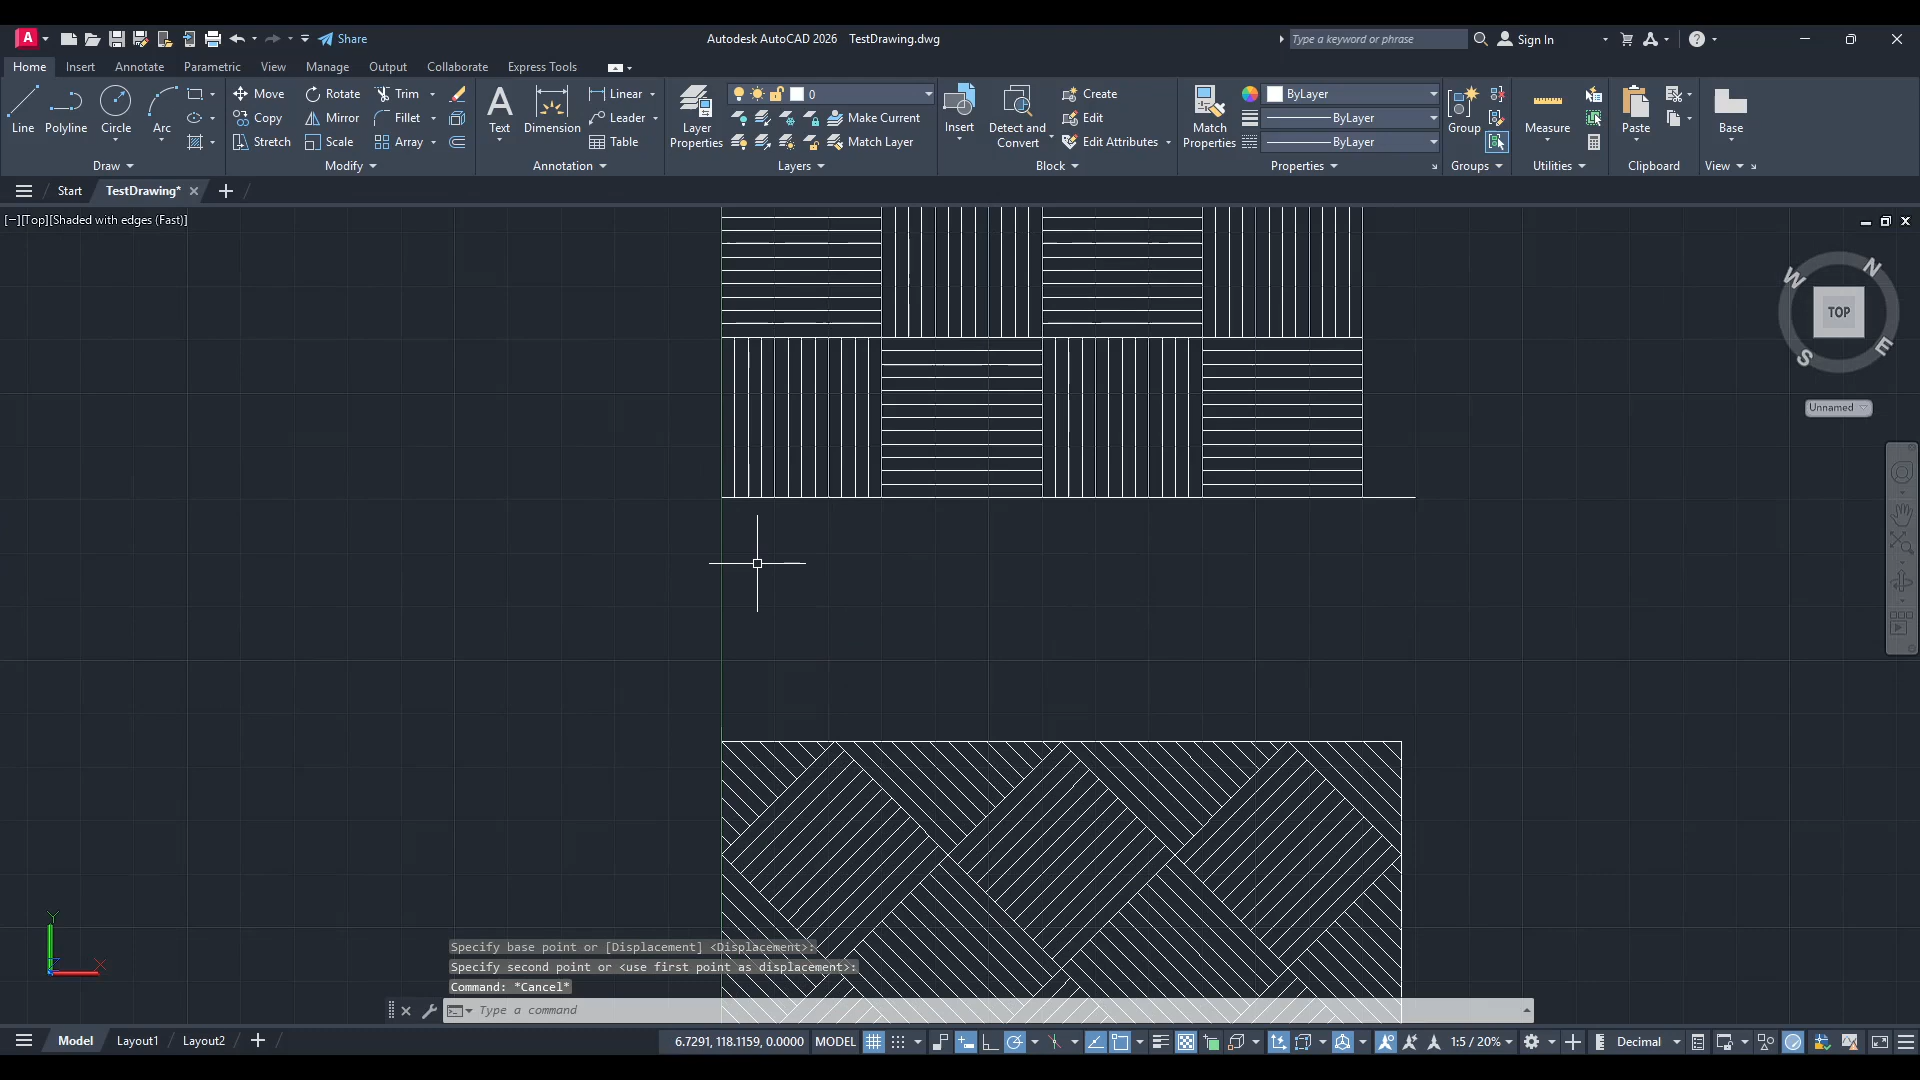 A Share Autodesk AutoCAD 2026 TestDrawing.dwg Type a keyword or phrase Sign In ?
Home Insert Annotate Parametric View Manage Output Collaborate Express Tools
Line Polyline Circle Arc
Move Rotate Trim
Copy Mirror Fillet
Stretch Scale Array
Text Dimension
Linear
Leader
Table
Layer Properties
0
Make Current
Match Layer
Insert Detect and Convert
Create
Edit
Edit Attributes
Match Properties
ByLayer
ByLayer
ByLayer
Group Measure Paste Base
Draw Modify Annotation Layers Block Properties Groups Utilities Clipboard View
Start TestDrawing*
[−][Top][Shaded with edges (Fast)]
N
W
TOP
S E
Unnamed
Y
X
Specify base point or [Displacement] <Displacement>:
Specify second point or <use first point as displacement>:
Command: *Cancel*
Type a command
Model Layout1 Layout2 6.7291, 118.1159, 0.0000 MODEL 1:5 / 20% Decimal